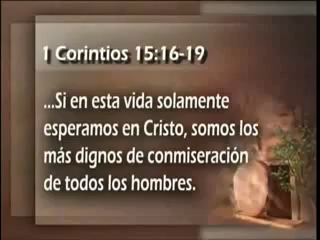 1 Corintios 15:16-19
...Si en esta vida solamente
esperamos en Cristo, somos los
más dignos de conmiseración
de todos los hombres.